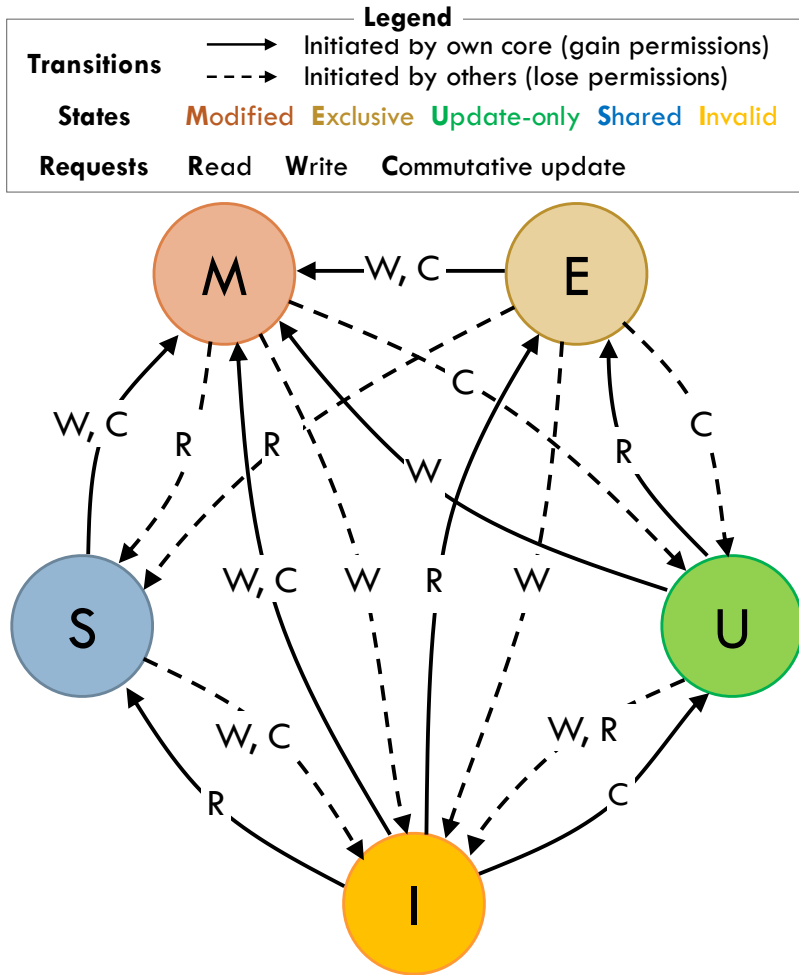 Legend
Transitions
Initiated by own core (gain permissions)
Initiated by others (lose permissions)
States Modified Exclusive Update-only Shared Invalid
Requests Read Write Commutative update
M
W, C
E
C
W, C
R
R
C
R
W
W, C
W
R
W
S
U
W, C
W, R
R
C
I